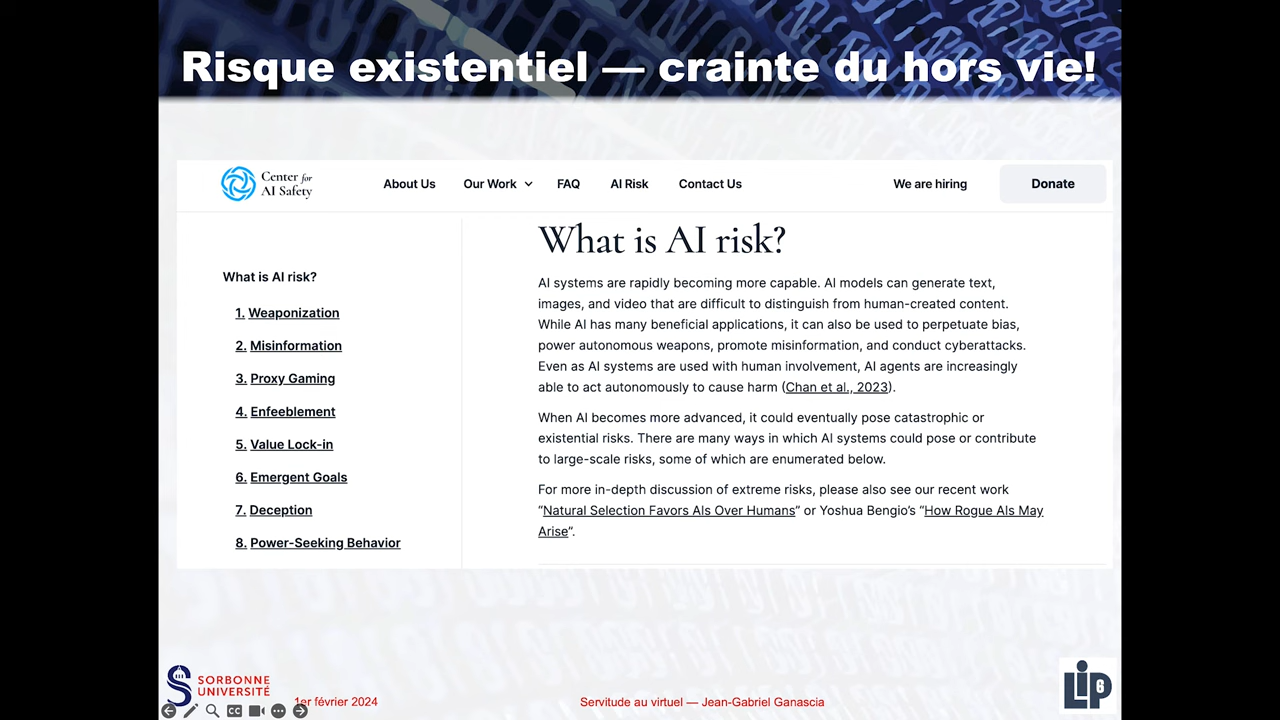 Risque existentiel — crainte du hors vie!
Center for
AI Safety
About Us
Our Work
FAQ
AI Risk
Contact Us
We are hiring
Donate
What is AI risk?
1. Weaponization
2. Misinformation
3. Proxy Gaming
4. Enfeeblement
5. Value Lock-in
6. Emergent Goals
7. Deception
8. Power-Seeking Behavior
What is AI risk?
AI systems are rapidly becoming more capable. AI models can generate text,
images, and video that are difficult to distinguish from human-created content.
While AI has many beneficial applications, it can also be used to perpetuate bias,
power autonomous weapons, promote misinformation, and conduct cyberattacks.
Even as AI systems are used with human involvement, AI agents are increasingly
able to act autonomously to cause harm (Chan et al., 2023).
When AI becomes more advanced, it could eventually pose catastrophic or
existential risks. There are many ways in which AI systems could pose or contribute
to large-scale risks, some of which are enumerated below.
For more in-depth discussion of extreme risks, please also see our recent work
“Natural Selection Favors AIs Over Humans” or Yoshua Bengio’s “How Rogue AIs May
Arise”.
SORBONNE
UNIVERSITÉ
1er février 2024
Servitude au virtuel — Jean-Gabriel Ganascia
LIP6
CC